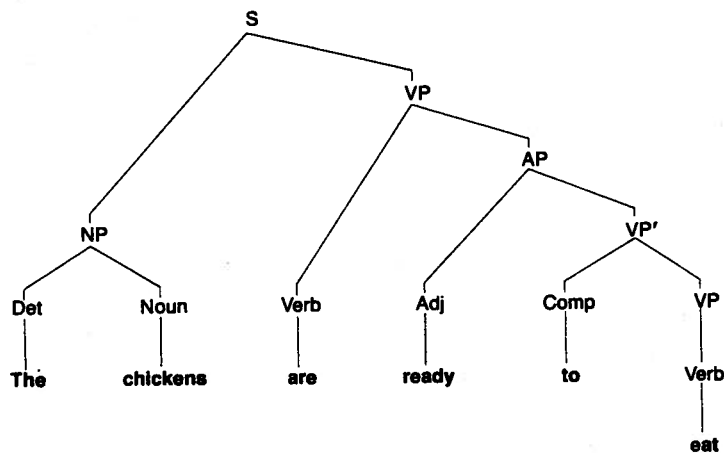 S
VP
AP
NP VP′
Det Noun Verb Adj Comp VP
The chickens are ready to Verb
eat